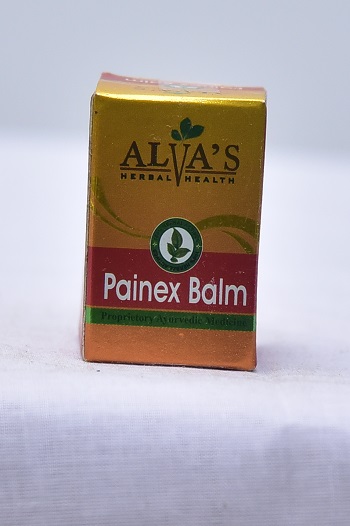 ALVA'S
HERBAL HEALTH
Painex Balm
Proprietory Ayurvedic Medicine